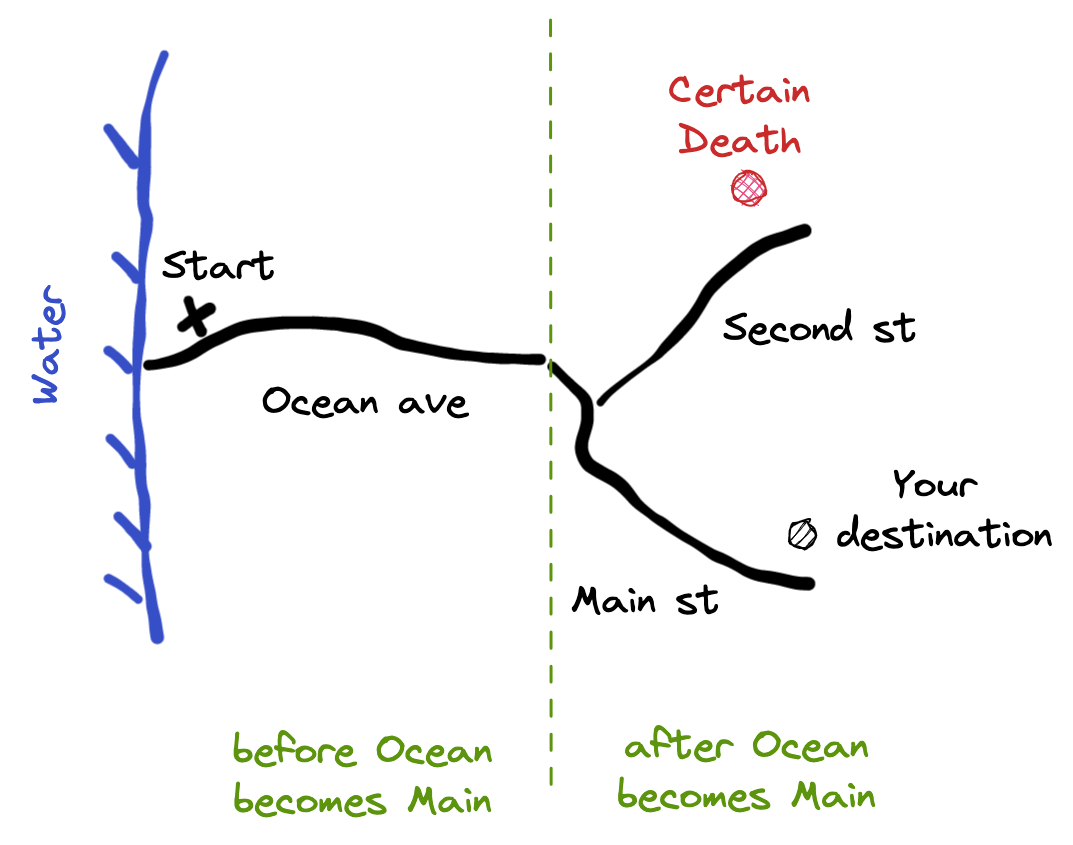 Certain
Death
Start
Water
Second st
Ocean ave
Your
destination
Main st
before Ocean
becomes Main
after Ocean
becomes Main